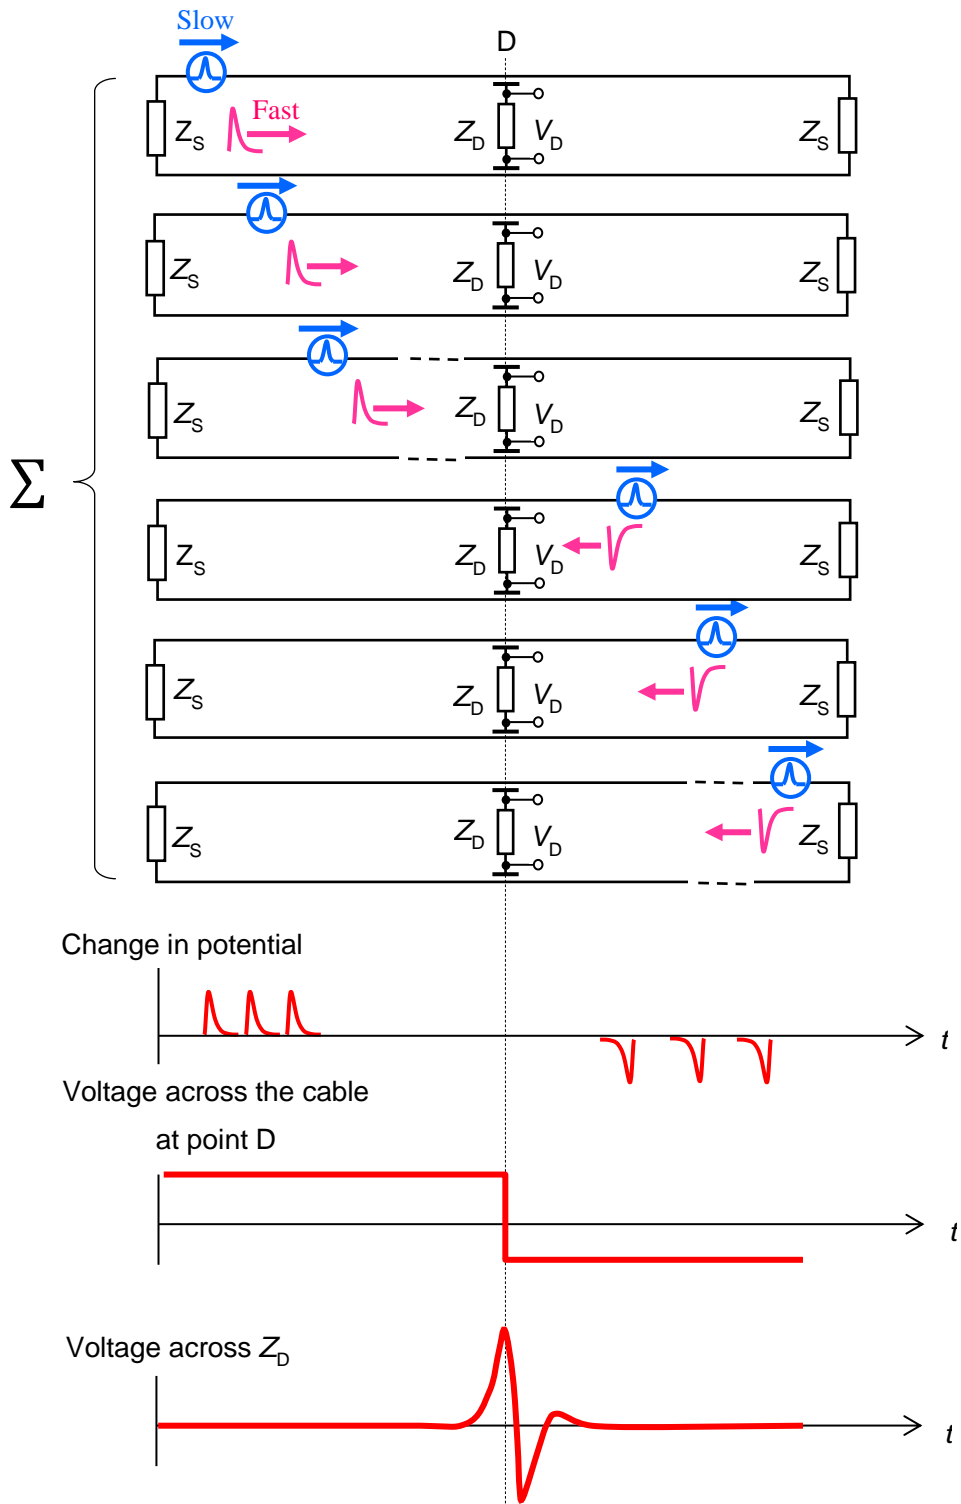 Slow
D
Fast
Z_S Z_D V_D Z_S
Z_S Z_D V_D Z_S
Z_S Z_D V_D Z_S
∑
Z_S Z_D V_D Z_S
Z_S Z_D V_D Z_S
Z_S Z_D V_D Z_S
Change in potential
t
Voltage across the cable
at point D
t
Voltage across Z_D
t